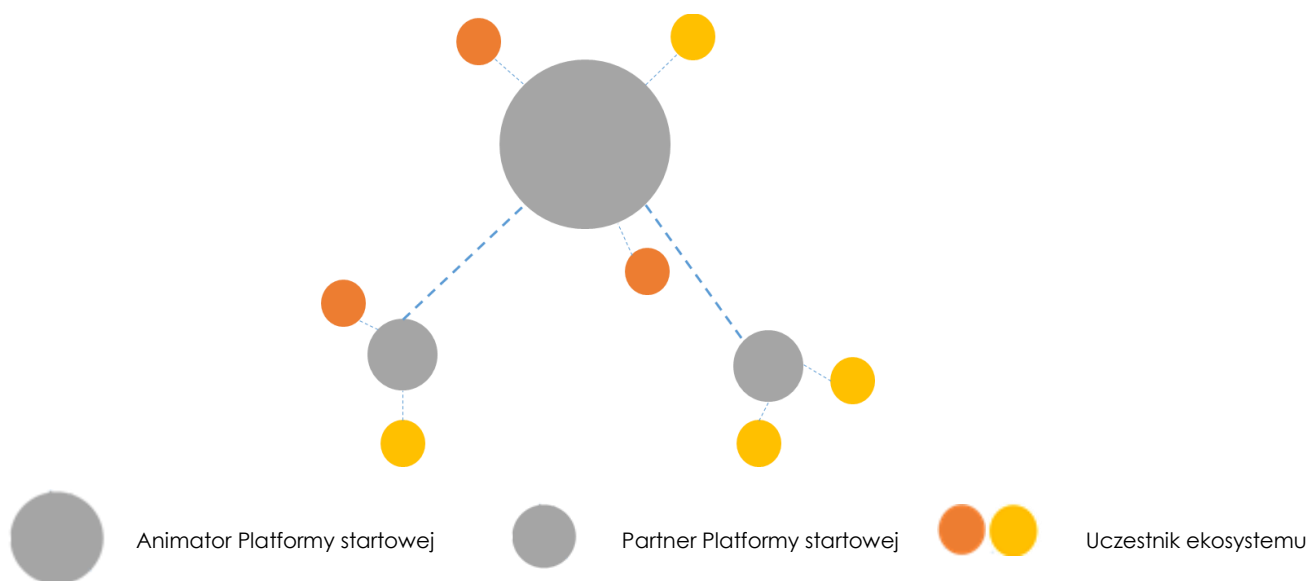 Animator Platformy startowej
Partner Platformy startowej
Uczestnik ekosystemu